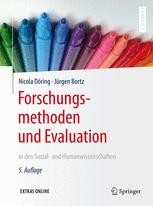 Nicola Döring · Jürgen Bortz
Forschungs-
methoden
und Evaluation
in den Sozial- und Humanwissenschaften
5. Auflage
EXTRAS ONLINE
Springer